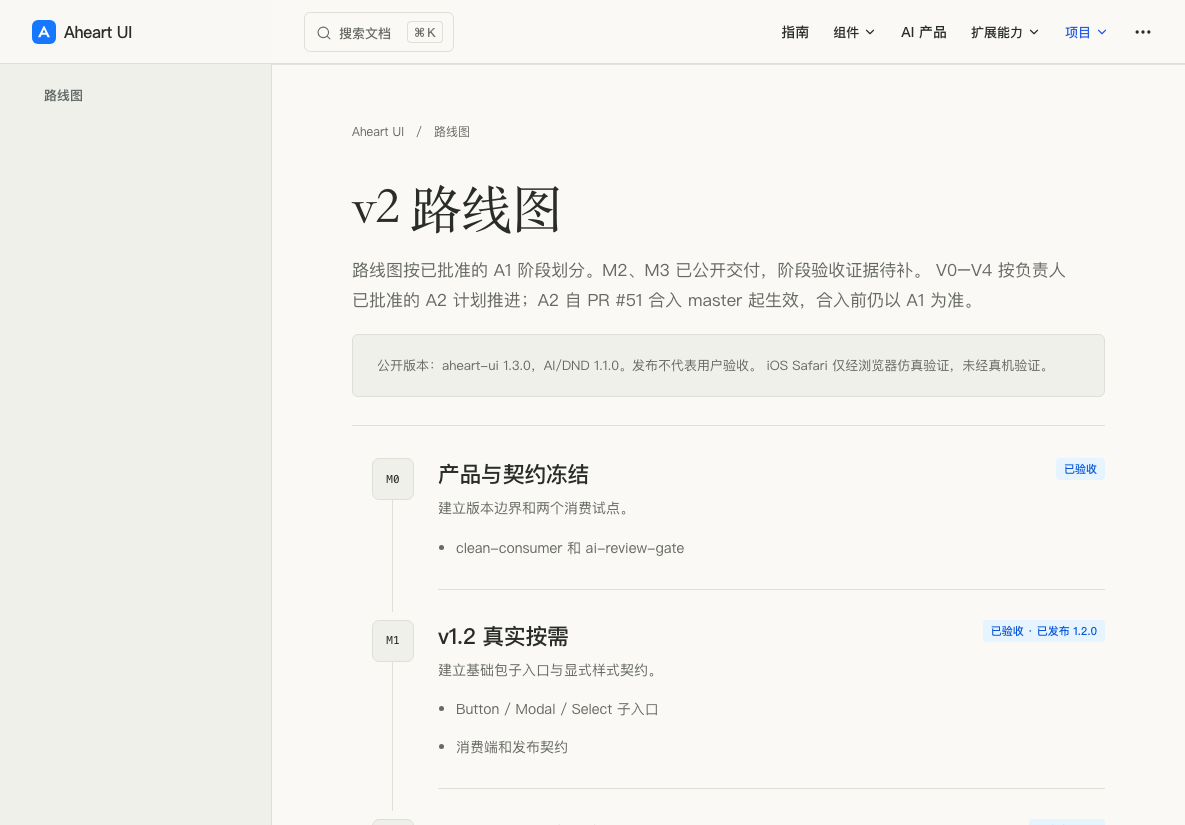 Aheart UI
搜索文档
⌘ K
指南
组件
AI 产品
扩展能力
项目
路线图
Aheart UI / 路线图
v2 路线图
路线图按已批准的 A1 阶段划分。M2、M3 已公开交付，阶段验收证据待补。 V0—V4 按负责人
已批准的 A2 计划推进；A2 自 PR #51 合入 master 起生效，合入前仍以 A1 为准。
公开版本：aheart-ui 1.3.0，AI/DND 1.1.0。发布不代表用户验收。 iOS Safari 仅经浏览器仿真验证，未经真机验证。
M0
产品与契约冻结
已验收
建立版本边界和两个消费试点。
• clean-consumer 和 ai-review-gate
M1
v1.2 真实按需
已验收 · 已发布 1.2.0
建立基础包子入口与显式样式契约。
• Button / Modal / Select 子入口
• 消费端和发布契约